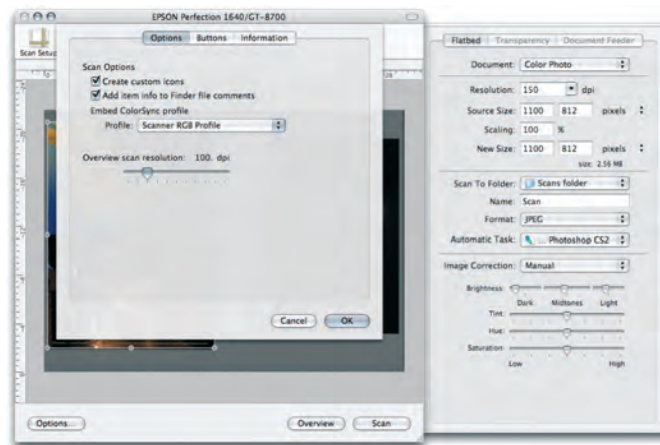 EPSON Perfection 1640/GT-8700
Scan Setup
Options Buttons Information
Scan Options
Create custom icons
Add item info to Finder file comments
Embed ColorSync profile
Profile: Scanner RGB Profile
Overview scan resolution: 100. dpi
Cancel OK
Options... Overview Scan
Flatbed Transparency Document Feeder
Document: Color Photo
Resolution: 150 dpi
Source Size: 1100 812 pixels
Scaling: 100 %
New Size: 1100 812 pixels
size: 2.56 MB
Scan To Folder: Scans folder
Name: Scan
Format: JPEG
Automatic Task: ... Photoshop CS2
Image Correction: Manual
Brightness:
Dark Midtones Light
Tint:
Hue:
Saturation:
Low High